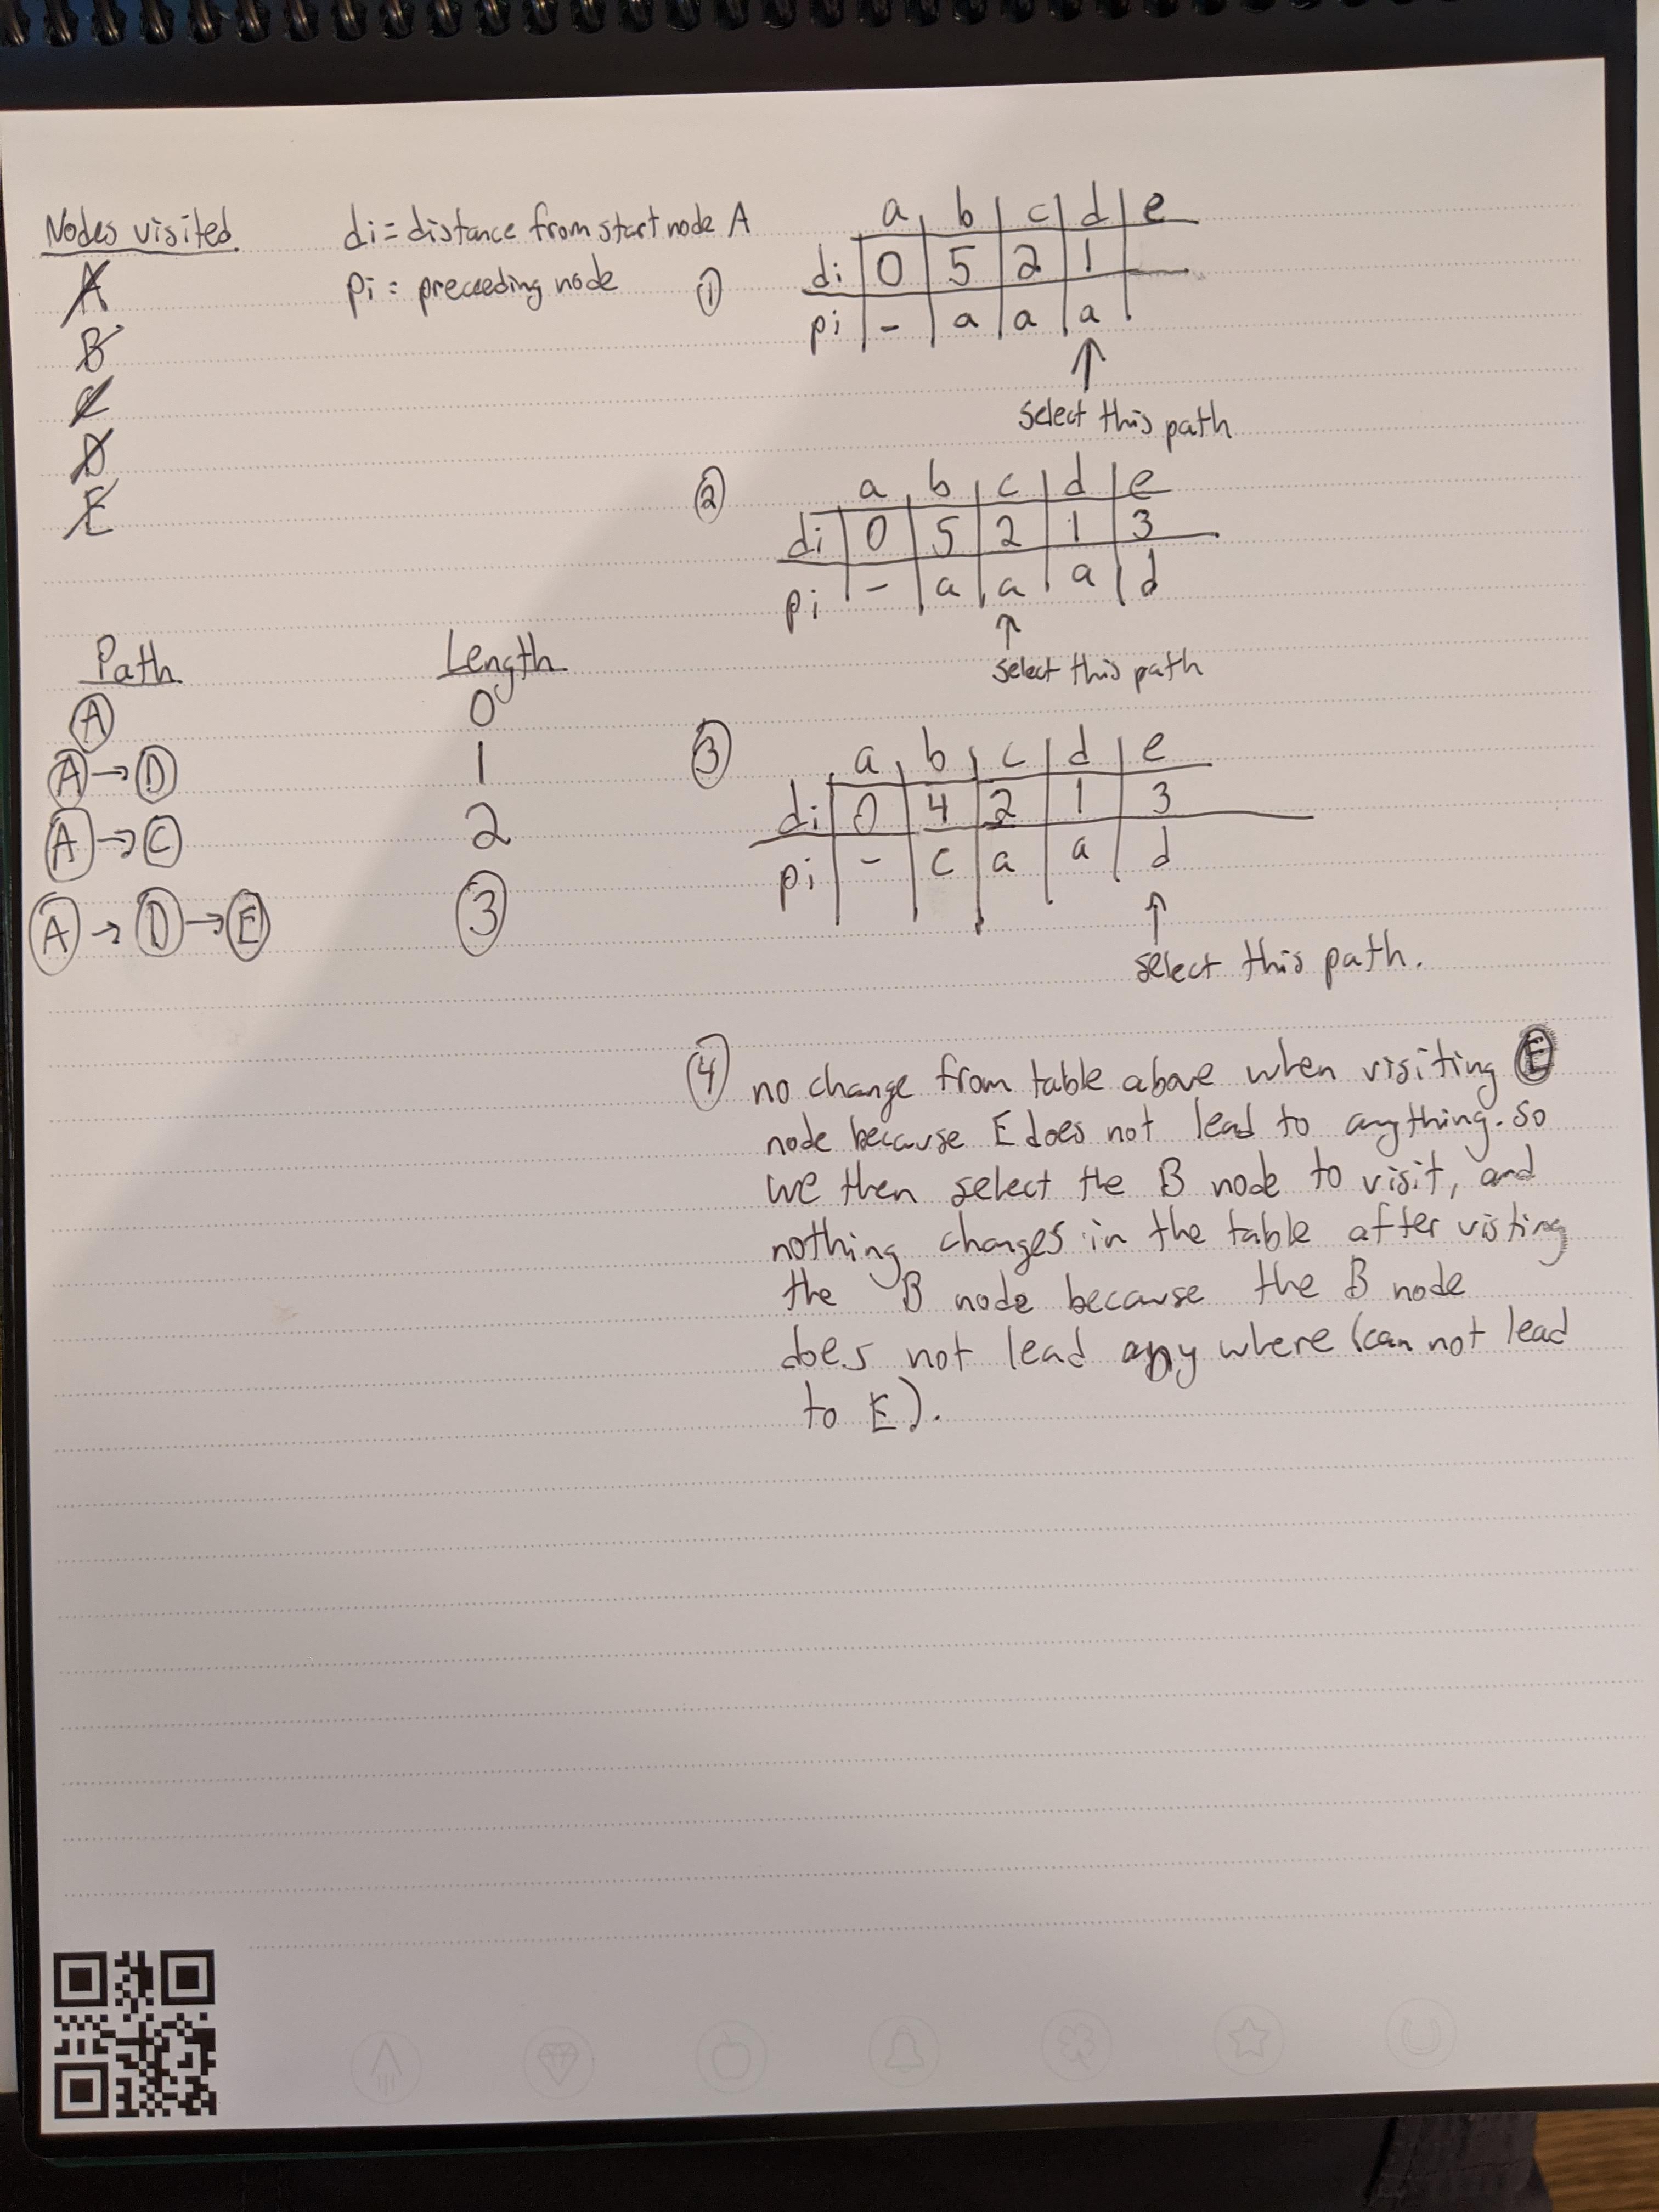 Nodes visited.
A
B
C
D
E
di = distance from start node A
pi = preceeding node
①
a b c d e
di 0 5 2 1
pi - a a a
↑
select this path
②
a b c d e
di 0 5 2 1 3
pi - a a a d
↑
select this path
Path Length
A 0
A → D 1
A → C 2
A → D → E 3
③
a b c d e
di 0 4 2 1 3
pi - c a a d
↑
select this path.
④ no change from table above when visiting E
node because E does not lead to anything. so
we then select the B node to visit, and
nothing changes in the table after visting
the B node because the B node
does not lead any where (can not lead
to E).